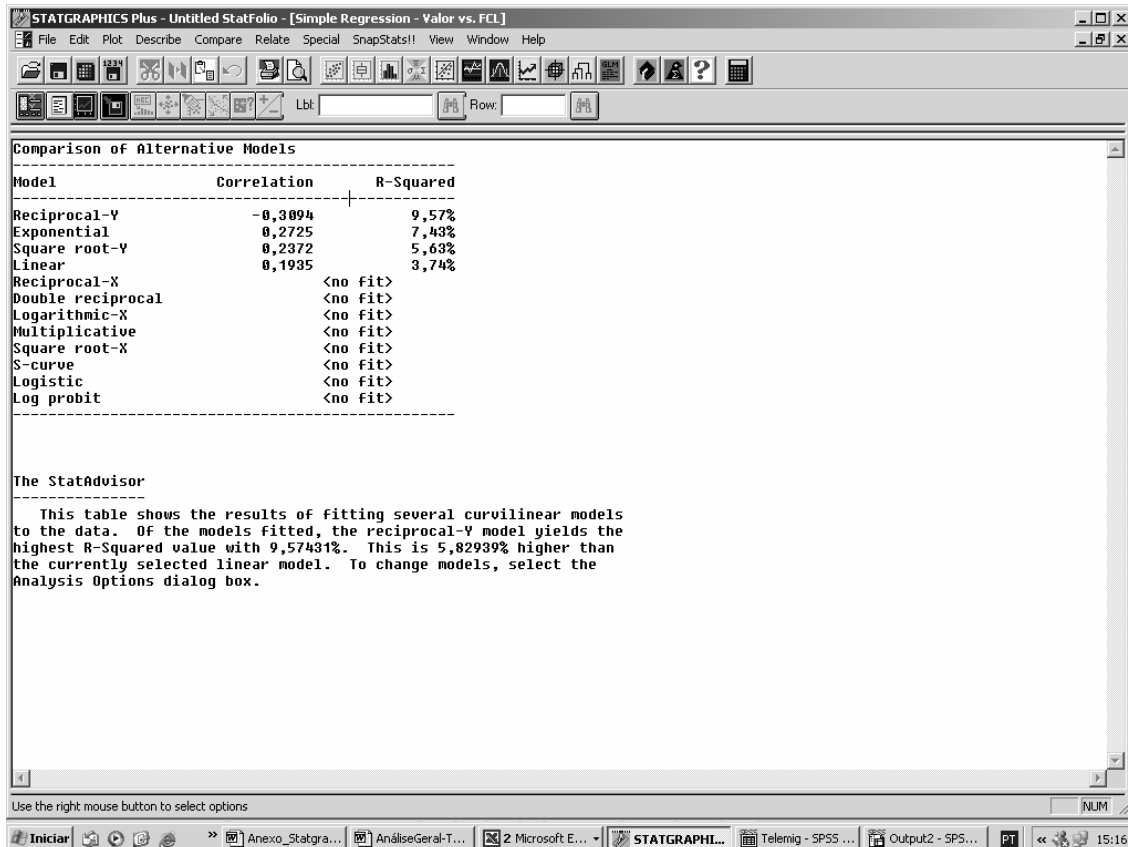 STATGRAPHICS Plus - Untitled StatFolio - [Simple Regression - Valor vs. FCL]
File Edit Plot Describe Compare Relate Special SnapStats!! View Window Help
Lbl: Row:
Comparison of Alternative Models
Model Correlation R-Squared
Reciprocal-Y -0,3094 9,57%
Exponential 0,2725 7,43%
Square root-Y 0,2372 5,63%
Linear 0,1935 3,74%
Reciprocal-X <no fit>
Double reciprocal <no fit>
Logarithmic-X <no fit>
Multiplicative <no fit>
Square root-X <no fit>
S-curve <no fit>
Logistic <no fit>
Log probit <no fit>
The StatAdvisor
This table shows the results of fitting several curvilinear models
to the data. Of the models fitted, the reciprocal-Y model yields the
highest R-Squared value with 9,57431%. This is 5,82939% higher than
the currently selected linear model. To change models, select the
Analysis Options dialog box.
Use the right mouse button to select options NUM
Iniciar » Anexo_Statgra... AnáliseGeral-T... 2 Microsoft E... STATGRAPHI... Telemig - SPSS ... Output2 - SPS... PT « 15:16